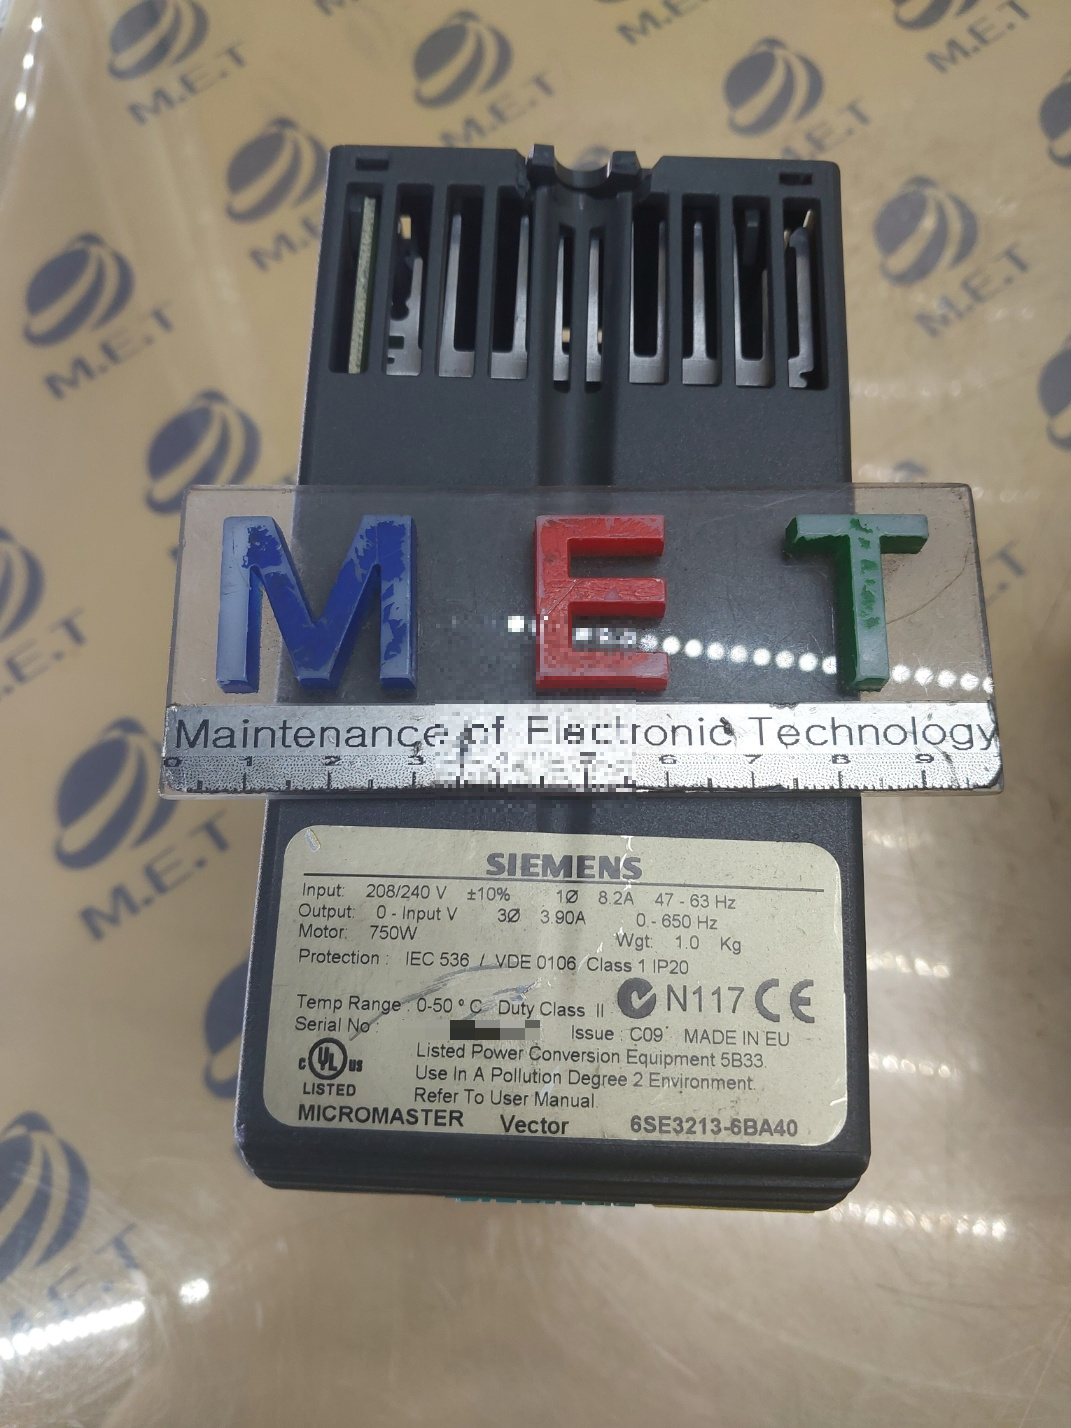 M.E.T
M.E.T
M.E.T
M.E.T
M.E.T
M.E.T
M.E.T
M.E.T
M E T
Maintenance of Electronic Technology
0 1 2 3 6 7 8 9
SIEMENS
Input: 208/240 V ±10% 1Ø 8.2A 47 - 63 Hz
Output: 0 - Input V 3Ø 3.90A 0 - 650 Hz
Motor: 750W Wgt: 1.0 Kg
Protection : IEC 536 / VDE 0106 Class 1 IP20
Temp Range : 0-50 °C Duty Class II N117 CE
Serial No : Issue : C09 MADE IN EU
c UL us Listed Power Conversion Equipment 5B33.
Use In A Pollution Degree 2 Environment.
LISTED Refer To User Manual.
MICROMASTER Vector 6SE3213-6BA40